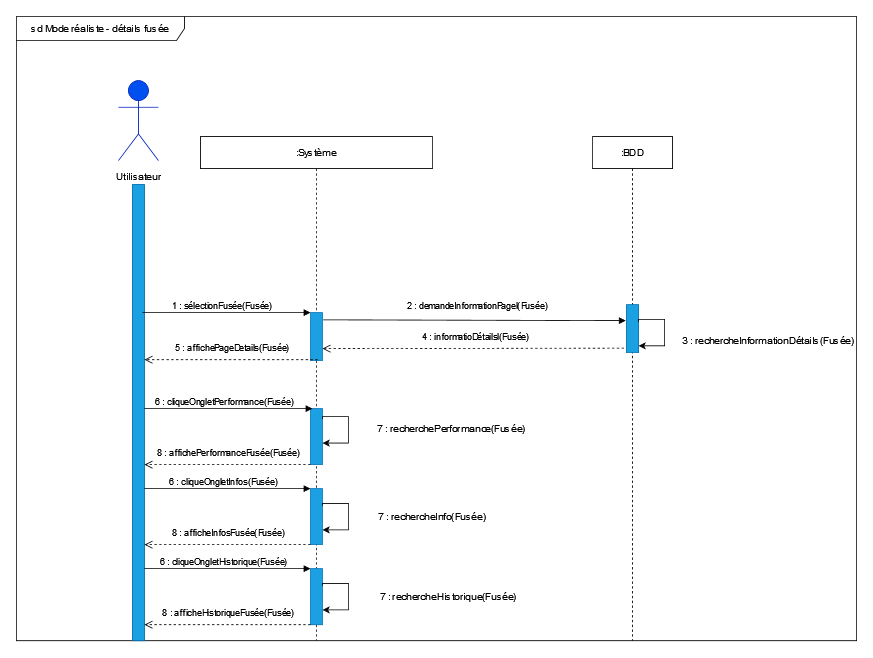 sd Mode réaliste - détails fusée
:Système
:BDD
Utilisateur
1 : sélectionFusée(Fusée)
2 : demandeInformationPageI(Fusée)
3 : rechercheInformationDétails(Fusée)
4 : informatioDétailsI(Fusée)
5 : affichePageDetails(Fusée)
6 : cliqueOngletPerformance(Fusée)
7 : recherchePerformance(Fusée)
8 : affichePerformanceFusée(Fusée)
6 : cliqueOngletInfos(Fusée)
7 : rechercheInfo(Fusée)
8 : afficheInfosFusée(Fusée)
6 : cliqueOngletHistorique(Fusée)
7 : rechercheHistorique(Fusée)
8 : afficheHistoriqueFusée(Fusée)